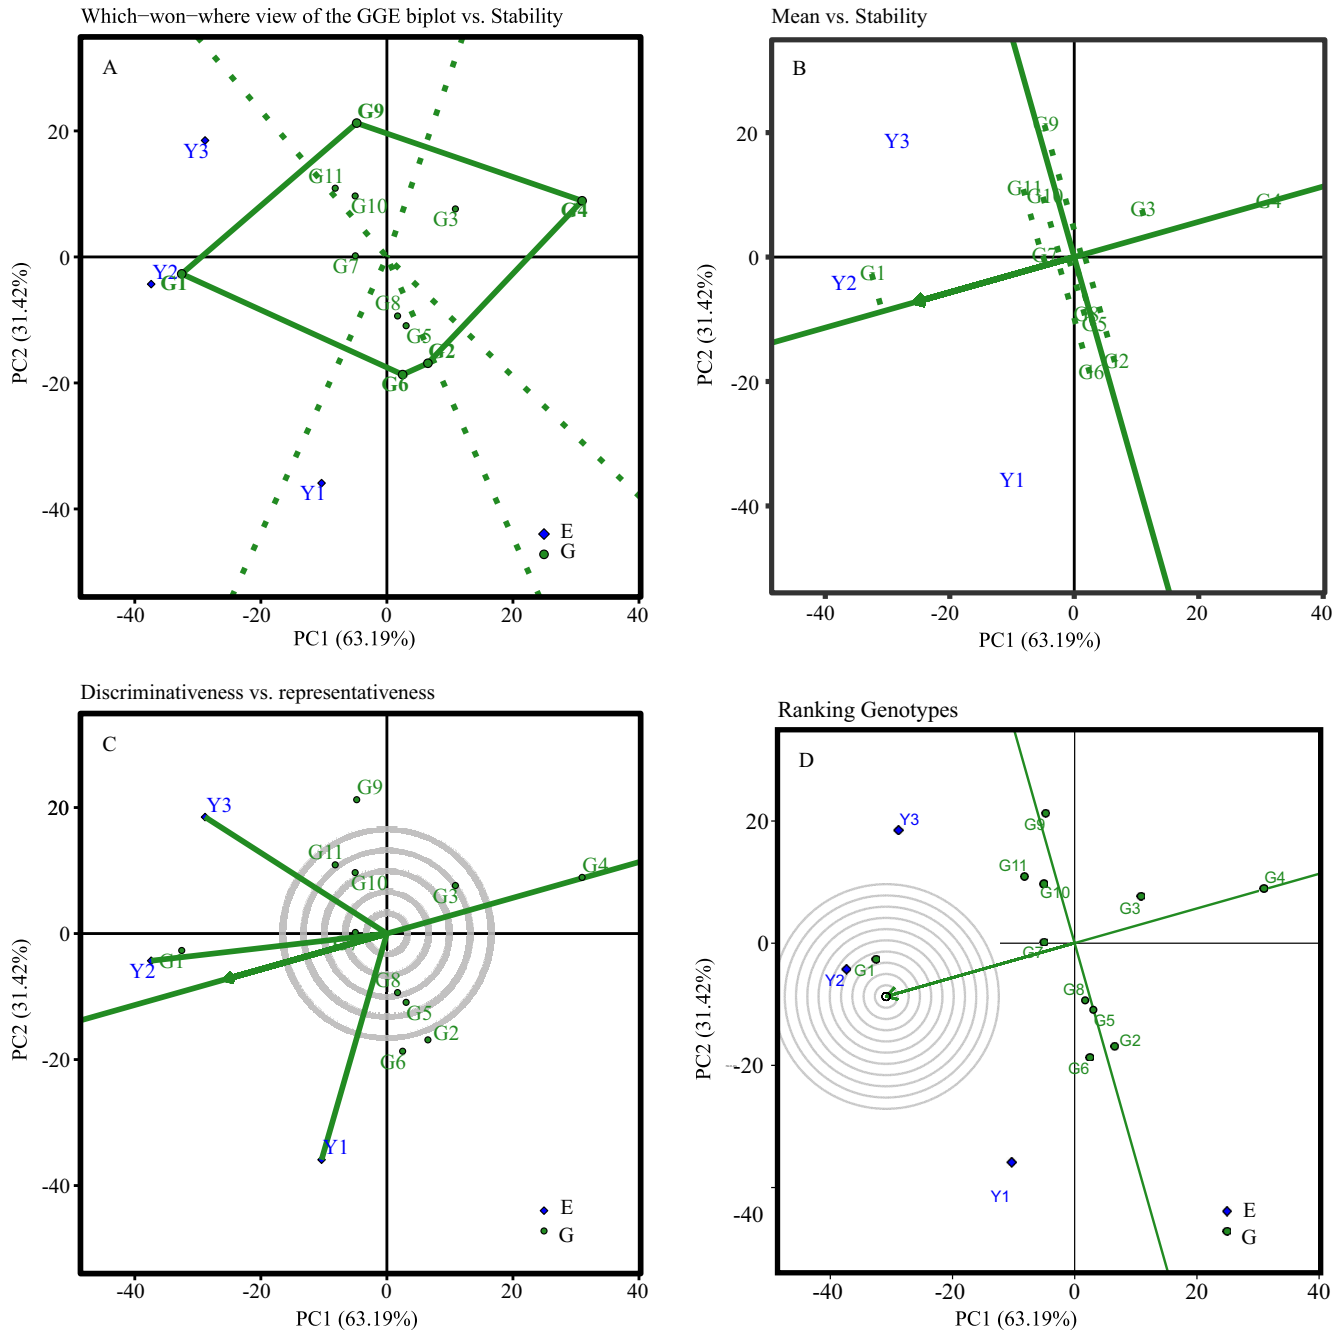 Which−won−where view of the GGE biplot vs. Stability
A
G9
Y3
G11
G10
G3
G4
G7
Y2
G1
G8
G5
G2
G6
Y1
E
G
20
0
-20
-40
-40
-20
0
20
40
PC1 (63.19%)
PC2 (31.42%)
Mean vs. Stability
B
G9
Y3
G11
G10
G3
G4
G7
G1
Y2
G8
G5
G2
G6
Y1
20
0
-20
-40
-40
-20
0
20
40
PC1 (63.19%)
PC2 (31.42%)
Discriminativeness vs. representativeness
C
G9
Y3
G11
G10
G3
G4
Y2
G1
G8
G5
G2
G6
Y1
E
G
20
0
-20
-40
-40
-20
0
20
40
PC1 (63.19%)
PC2 (31.42%)
Ranking Genotypes
D
Y3
G9
G11
G10
G4
G3
G7
G1
Y2
G8
G5
G2
G6
Y1
E
G
20
0
-20
-40
-40
-20
0
20
40
PC1 (63.19%)
PC2 (31.42%)